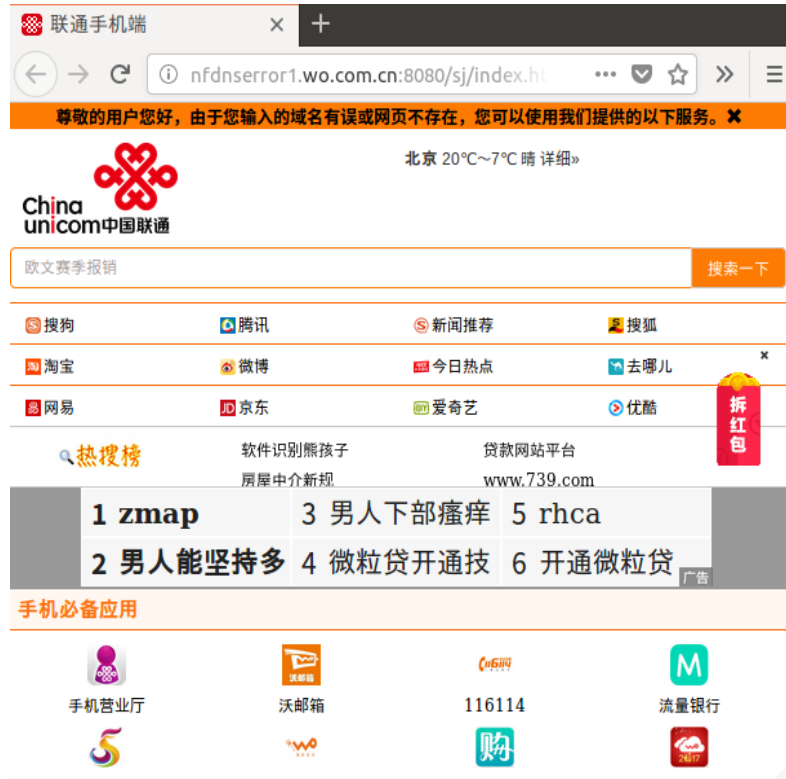 联通手机端
nfdnserror1.wo.com.cn:8080/sj/index.ht
尊敬的用户您好，由于您输入的域名有误或网页不存在，您可以使用我们提供的以下服务。✖
北京 20℃～7℃ 晴 详细»
China
unicom中国联通
欧文赛季报销 搜索一下
搜狗 腾讯 新闻推荐 搜狐
淘宝 微博 今日热点 去哪儿
网易 JD 京东 爱奇艺 优酷
拆红包
热搜榜 软件识别熊孩子 贷款网站平台
房屋中介新规 www.739.com
1 zmap 3 男人下部瘙痒 5 rhca
2 男人能坚持多 4 微粒贷开通技 6 开通微粒贷
广告
手机必备应用
沃邮箱 116114 M
手机营业厅 沃邮箱 116114 流量银行
购 2017